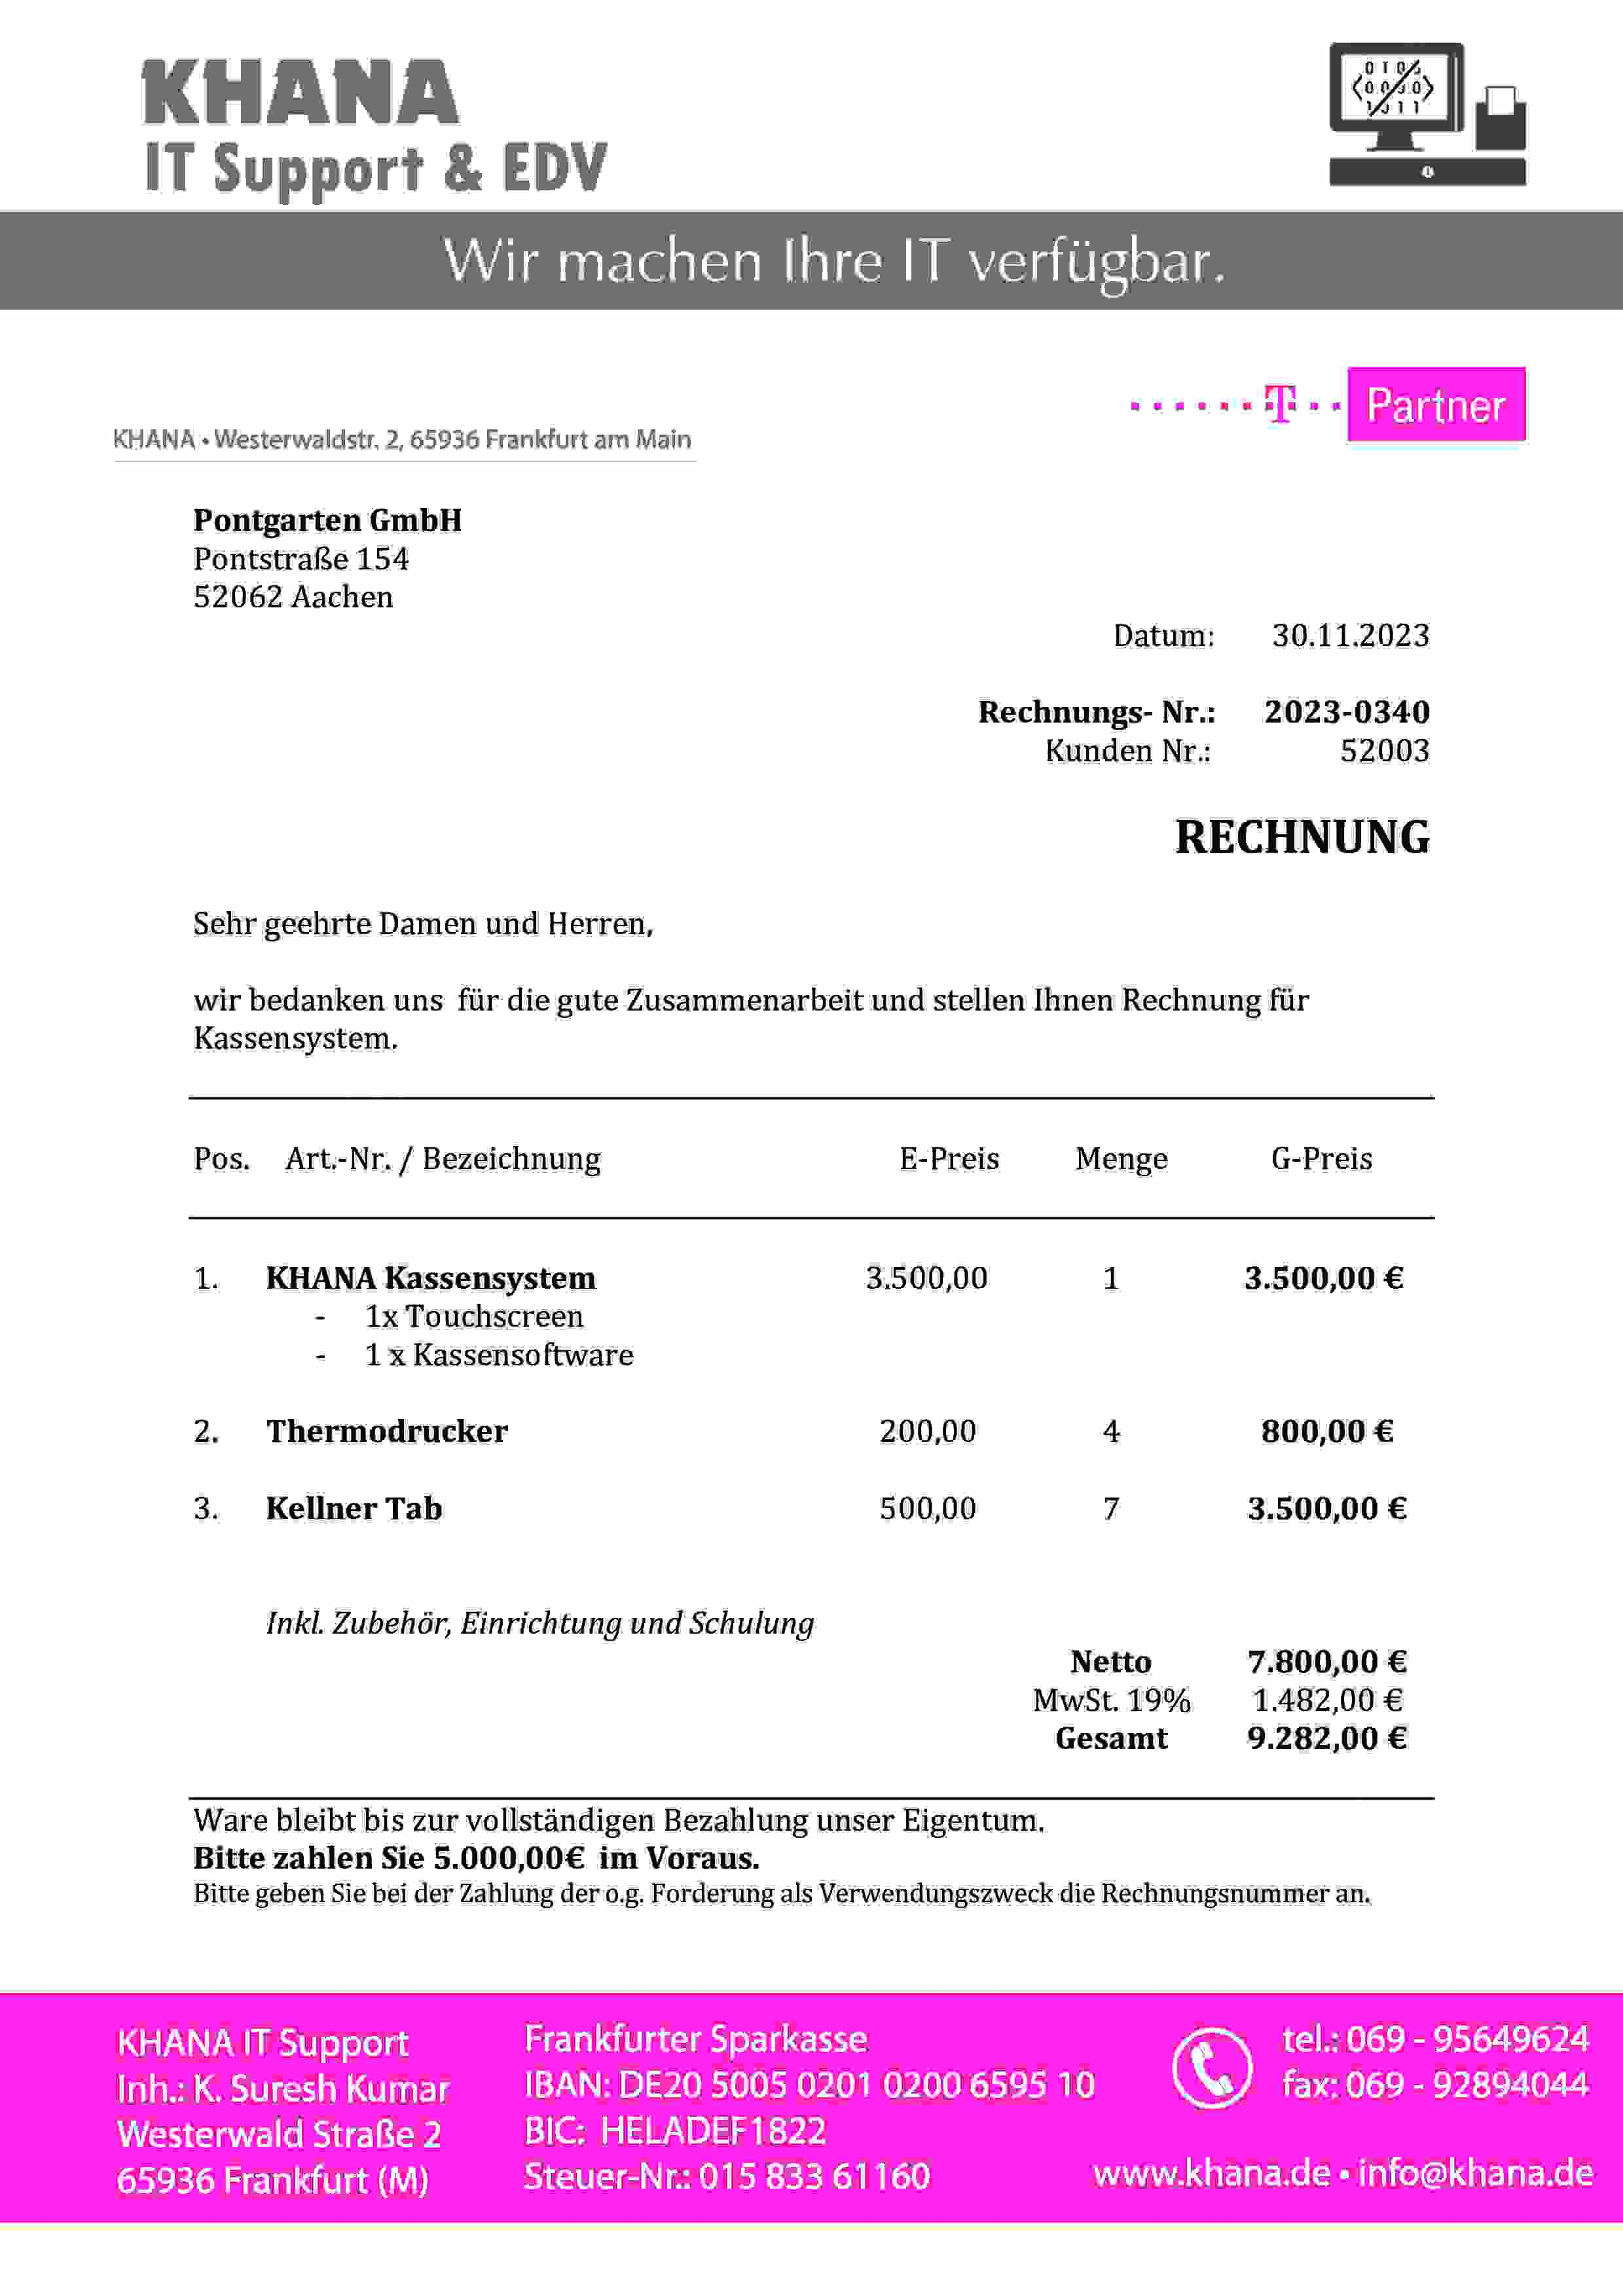 KHANA
IT Support & EDV
Wir machen Ihre IT verfügbar.
T Partner
KHANA • Westerwaldstr. 2, 65936 Frankfurt am Main
Pontgarten GmbH
Pontstraße 154
52062 Aachen
Datum: 30.11.2023
Rechnungs- Nr.: 2023-0340
Kunden Nr.: 52003
RECHNUNG
Sehr geehrte Damen und Herren,
wir bedanken uns für die gute Zusammenarbeit und stellen Ihnen Rechnung für
Kassensystem.
Pos. Art.-Nr. / Bezeichnung E-Preis Menge G-Preis
1. KHANA Kassensystem 3.500,00 1 3.500,00 €
- 1x Touchscreen
- 1 x Kassensoftware
2. Thermodrucker 200,00 4 800,00 €
3. Kellner Tab 500,00 7 3.500,00 €
Inkl. Zubehör, Einrichtung und Schulung
Netto 7.800,00 €
MwSt. 19% 1.482,00 €
Gesamt 9.282,00 €
Ware bleibt bis zur vollständigen Bezahlung unser Eigentum.
Bitte zahlen Sie 5.000,00€ im Voraus.
Bitte geben Sie bei der Zahlung der o.g. Forderung als Verwendungszweck die Rechnungsnummer an.
KHANA IT Support
Inh.: K. Suresh Kumar
Westerwald Straße 2
65936 Frankfurt (M)
Frankfurter Sparkasse
IBAN: DE20 5005 0201 0200 6595 10
BIC: HELADEF1822
Steuer-Nr.: 015 833 61160
tel.: 069 - 95649624
fax: 069 - 92894044
www.khana.de • info@khana.de